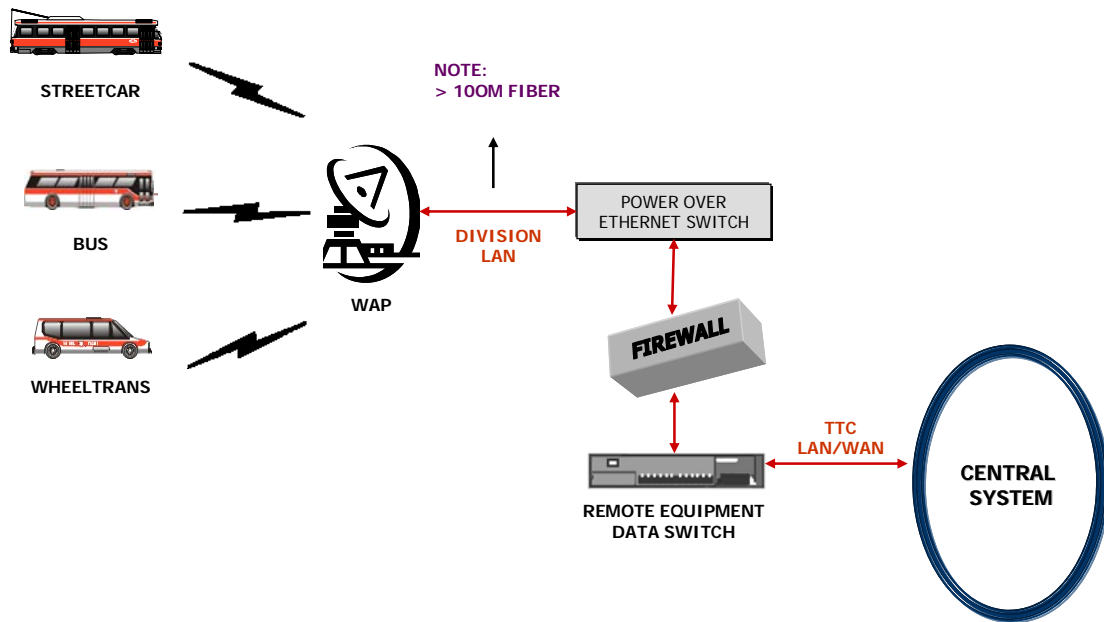 STREETCAR
NOTE:
> 100M FIBER
BUS
POWER OVER
ETHERNET SWITCH
DIVISION
LAN
WAP
FIREWALL
WHEELTRANS
TTC
LAN/WAN
CENTRAL
SYSTEM
REMOTE EQUIPMENT
DATA SWITCH